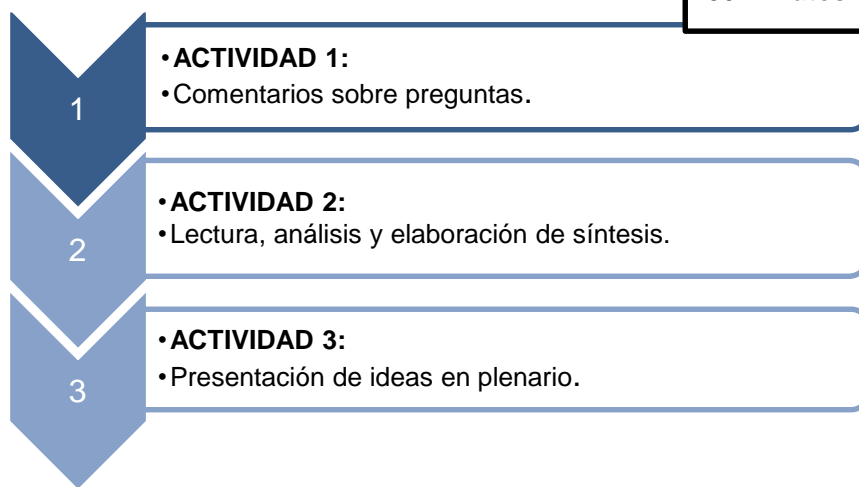 1
•ACTIVIDAD 1:
•Comentarios sobre preguntas.
2
•ACTIVIDAD 2:
•Lectura, análisis y elaboración de síntesis.
3
•ACTIVIDAD 3:
•Presentación de ideas en plenario.